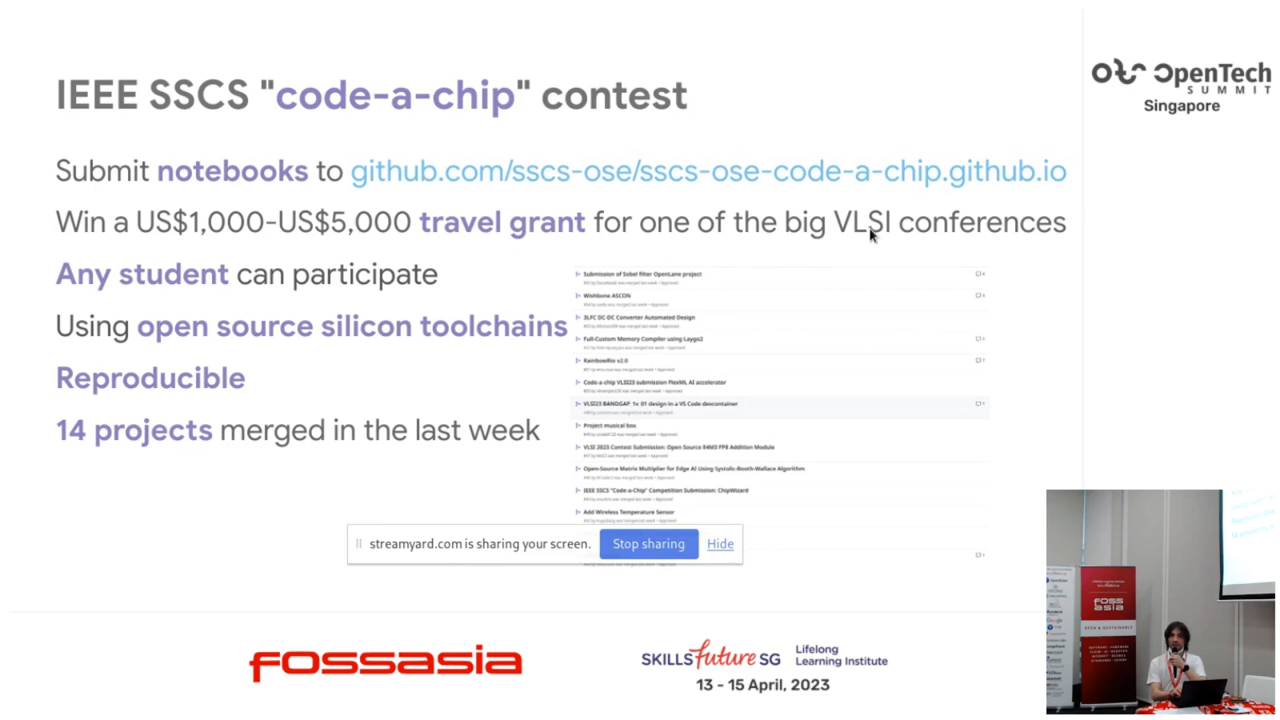 IEEE SSCS "code-a-chip" contest
Submit notebooks to github.com/sscs-ose/sscs-ose-code-a-chip.github.io
Win a US$1,000-US$5,000 travel grant for one of the big VLSI conferences
Any student can participate
Using open source silicon toolchains
Reproducible
14 projects merged in the last week
Submission of Sobel filter OpenLane project
Wishbone ASCON
3LFC DC-DC Converter Automated Design
Full-Custom Memory Compiler using Laygo2
RainbowRio v2.0
Code-a-chip VLSI23 submission FlexML AI accelerator
VLSI23 BANDGAP_1v_01 design in a VS Code devcontainer
Project musical box
VLSI 2023 Contest Submission: Open Source E4M3 FP8 Addition Module
Open-Source Matrix Multiplier for Edge AI Using Systolic-Booth-Wallace Algorithm
IEEE SSCS "Code-a-Chip" Competition Submission: ChipWizard
Add Wireless Temperature Sensor
streamyard.com is sharing your screen.
Stop sharing
Hide
OpenTech
SUMMIT
Singapore
FOSSASIA
SKILLS future SG
Lifelong
Learning Institute
13 - 15 April, 2023
FOSS
ASIA
OPEN & SUSTAINABLE